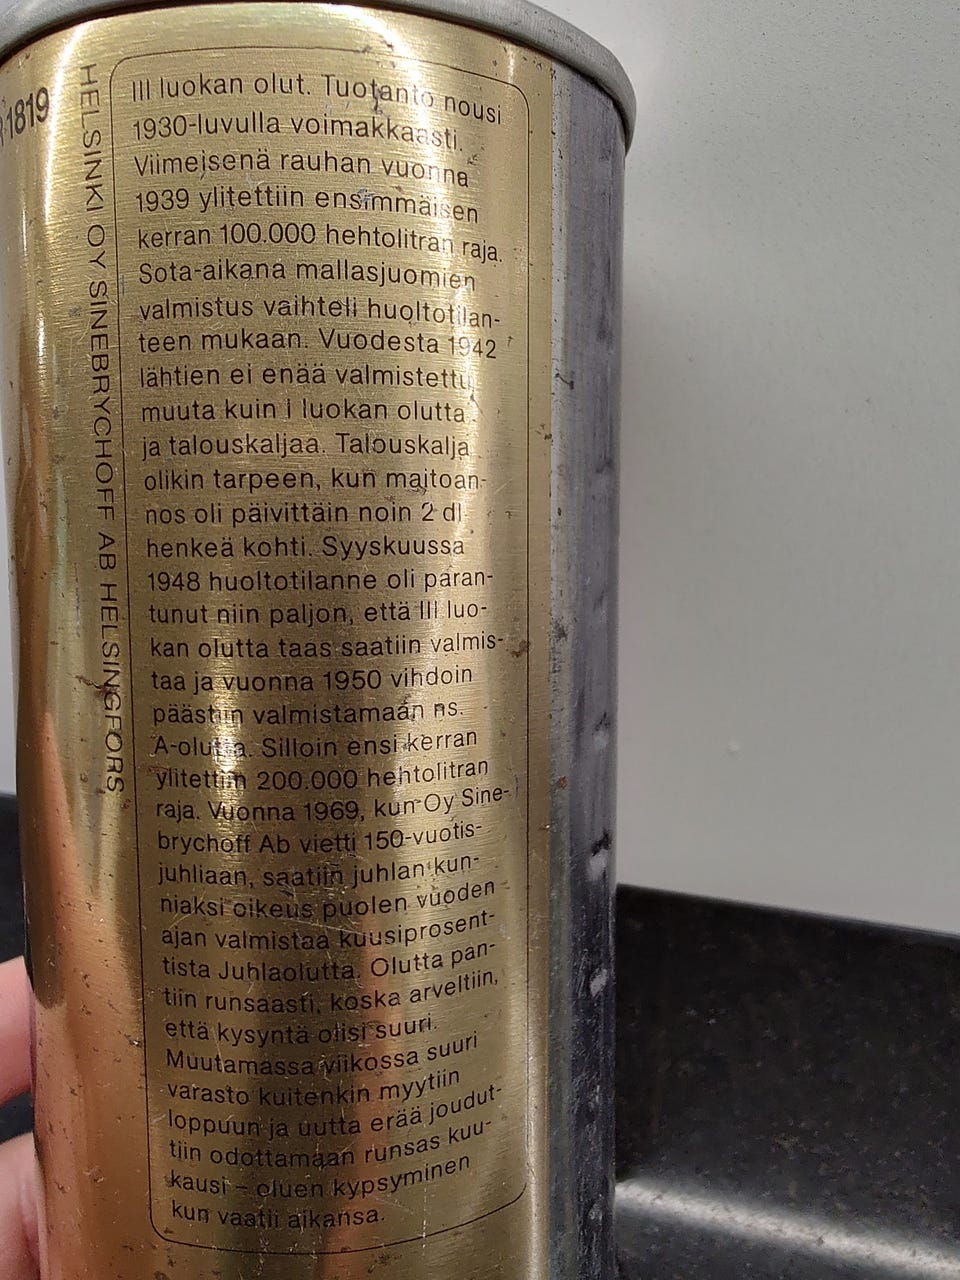 R-1819
HELSINKI OY SINEBRYCHOFF AB HELSINGFORS
III luokan olut. Tuotanto nousi
1930-luvulla voimakkaasti.
Viimeisenä rauhan vuonna
1939 ylitettiin ensimmäisen
kerran 100.000 hehtolitran raja.
Sota-aikana mallasjuomien
valmistus vaihteli huoltotilan-
teen mukaan. Vuodesta 1942
lähtien ei enää valmistettu
muuta kuin I luokan olutta
ja talouskaljaa. Talouskalja
olikin tarpeen, kun maitoan-
nos oli päivittäin noin 2 dl
henkeä kohti. Syyskuussa
1948 huoltotilanne oli paran-
tunut niin paljon, että III luo-
kan olutta taas saatiin valmis-
taa ja vuonna 1950 vihdoin
päästiin valmistamaan ns.
A-olutta. Silloin ensi kerran
ylitettiin 200.000 hehtolitran
raja. Vuonna 1969, kun Oy Sine-
brychoff Ab vietti 150-vuotis-
juhliaan, saatiin juhlan kun-
niaksi oikeus puolen vuoden
ajan valmistaa kuusiprosent-
tista Juhlaolutta. Olutta pan-
tiin runsaasti, koska arveltiin,
että kysyntä olisi suuri.
Muutamassa viikossa suuri
varasto kuitenkin myytiin
loppuun ja uutta erää joudut-
tiin odottamaan runsas kuu-
kausi – oluen kypsyminen
kun vaatii aikansa.